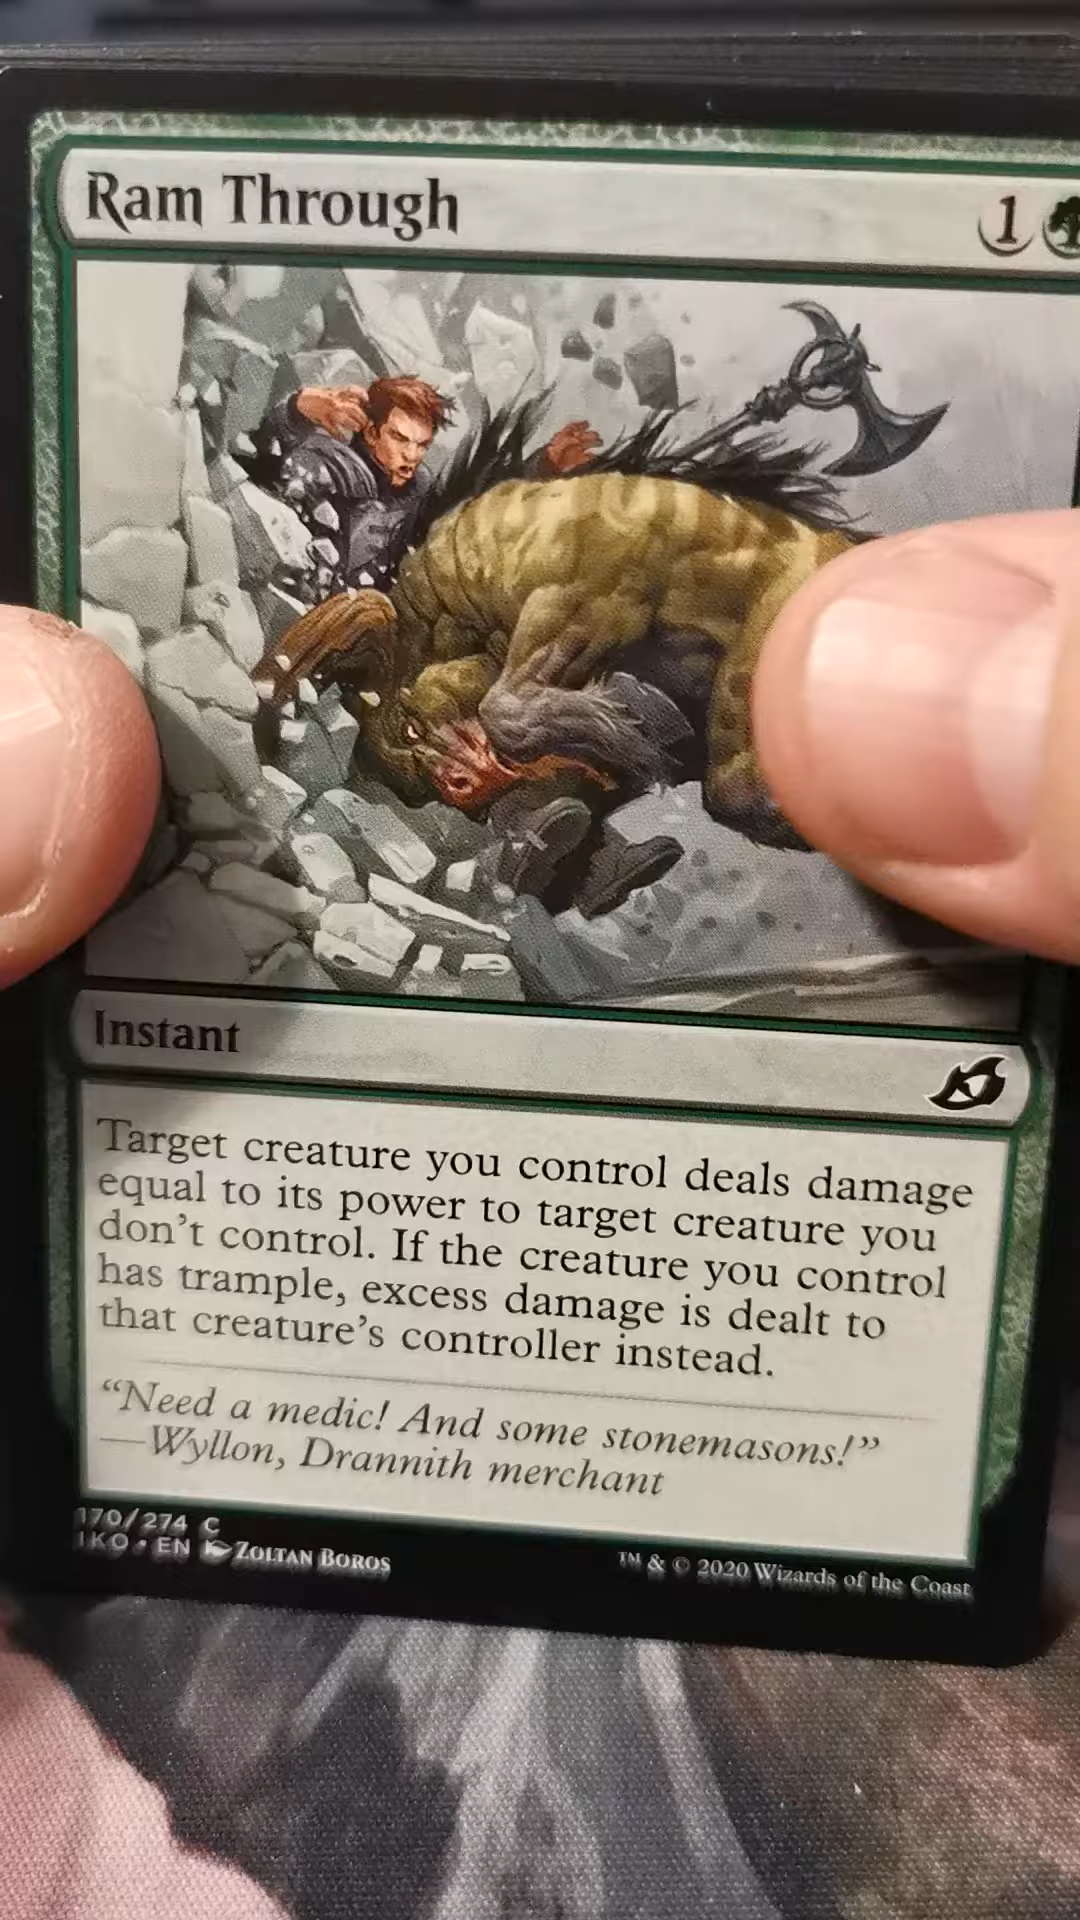 Ram Through 1
Instant
Target creature you control deals damage
equal to its power to target creature you
don't control. If the creature you control
has trample, excess damage is dealt to
that creature's controller instead.
“Need a medic! And some stonemasons!”
—Wyllon, Drannith merchant
170/274 C
IKO • EN ZOLTAN BOROS
™ & © 2020 Wizards of the Coast